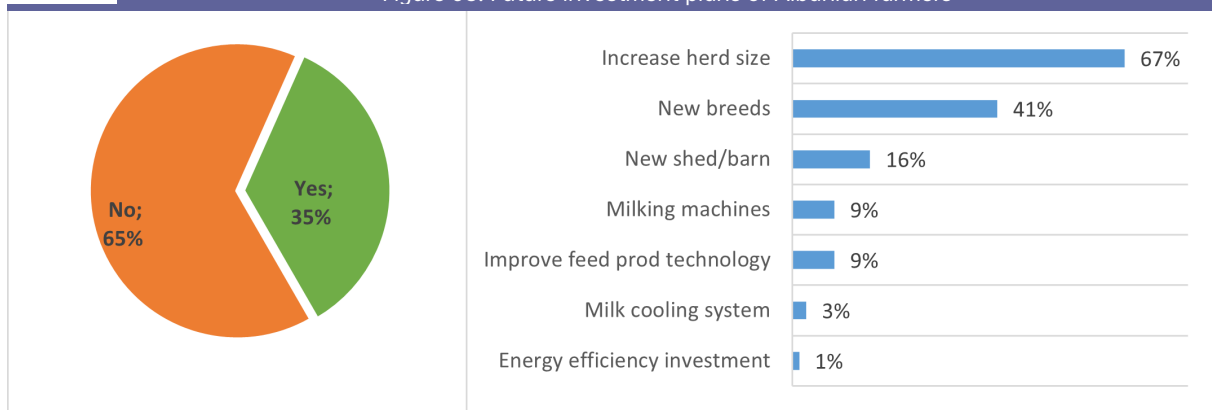 No;
65%
Yes;
35%
Increase herd size 67%
New breeds 41%
New shed/barn 16%
Milking machines 9%
Improve feed prod technology 9%
Milk cooling system 3%
Energy efficiency investment 1%